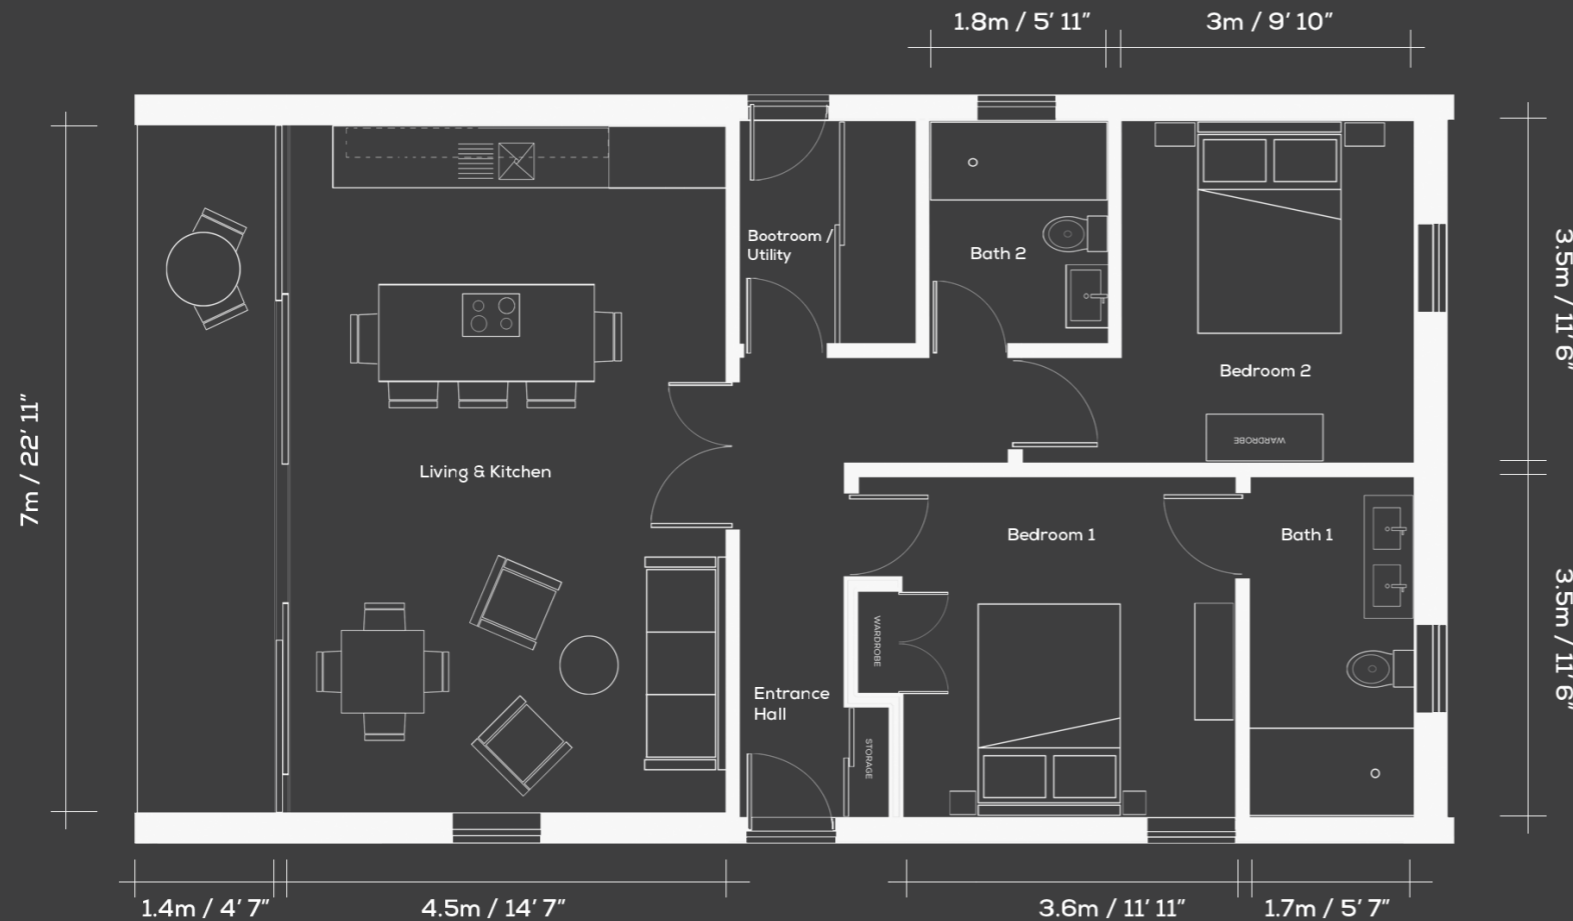 1.8m / 5' 11"
3m / 9' 10"
Bootroom /
Utility
Bath 2
3.5m / 11' 6"
Bedroom 2
WARDROBE
7m / 22' 11"
Living & Kitchen
Bedroom 1
Bath 1
3.5m / 11' 6"
WARDROBE
Entrance
Hall
STORAGE
1.4m / 4' 7"
4.5m / 14' 7"
3.6m / 11' 11"
1.7m / 5' 7"